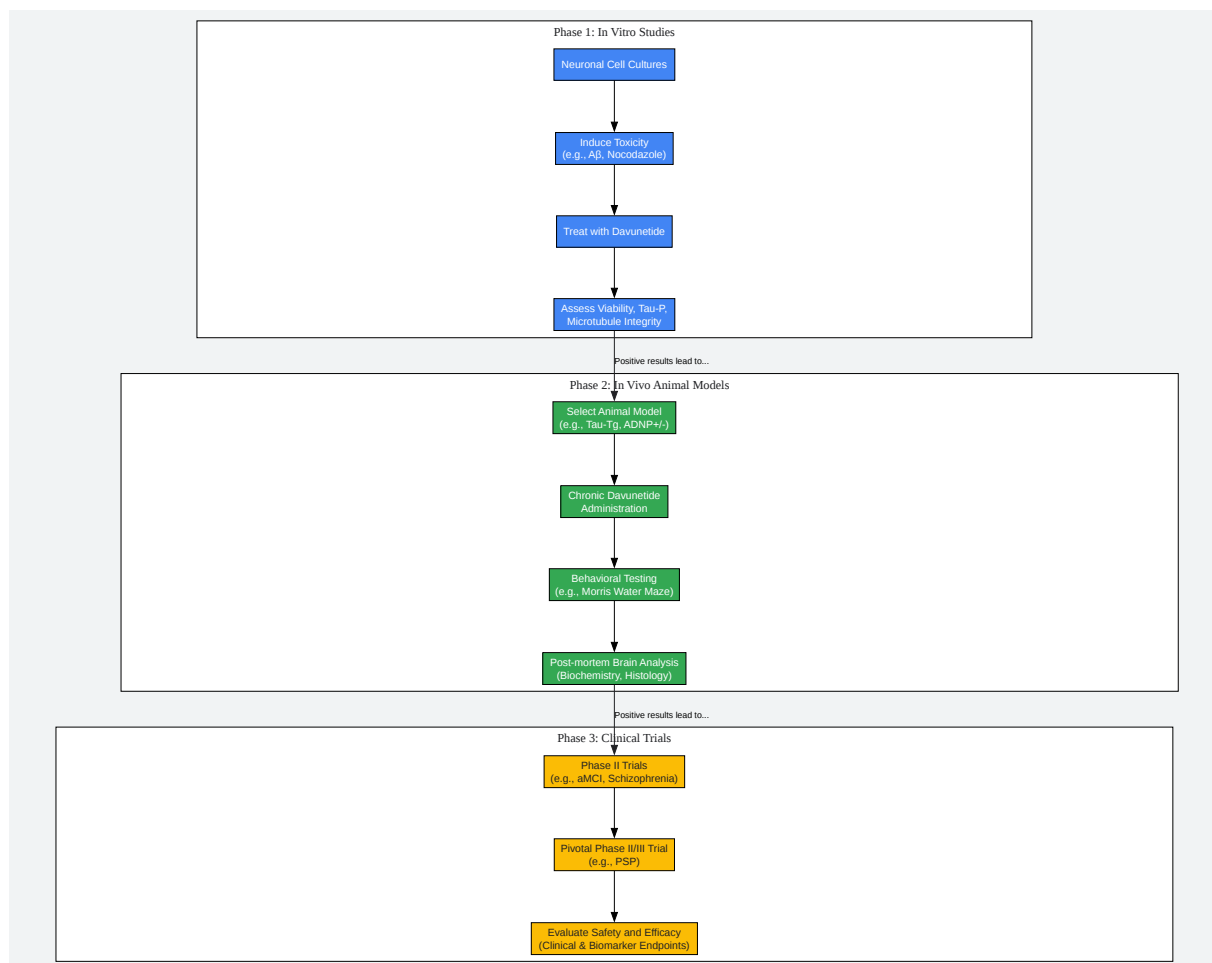 Phase 1: In Vitro Studies
Neuronal Cell Cultures
Induce Toxicity
(e.g., Aβ, Nocodazole)
Treat with Davunetide
Assess Viability, Tau-P,
Microtubule Integrity
Positive results lead to...
Phase 2: In Vivo Animal Models
Select Animal Model
(e.g., Tau-Tg, ADNP+/-)
Chronic Davunetide
Administration
Behavioral Testing
(e.g., Morris Water Maze)
Post-mortem Brain Analysis
(Biochemistry, Histology)
Positive results lead to...
Phase 3: Clinical Trials
Phase II Trials
(e.g., aMCI, Schizophrenia)
Pivotal Phase II/III Trial
(e.g., PSP)
Evaluate Safety and Efficacy
(Clinical & Biomarker Endpoints)